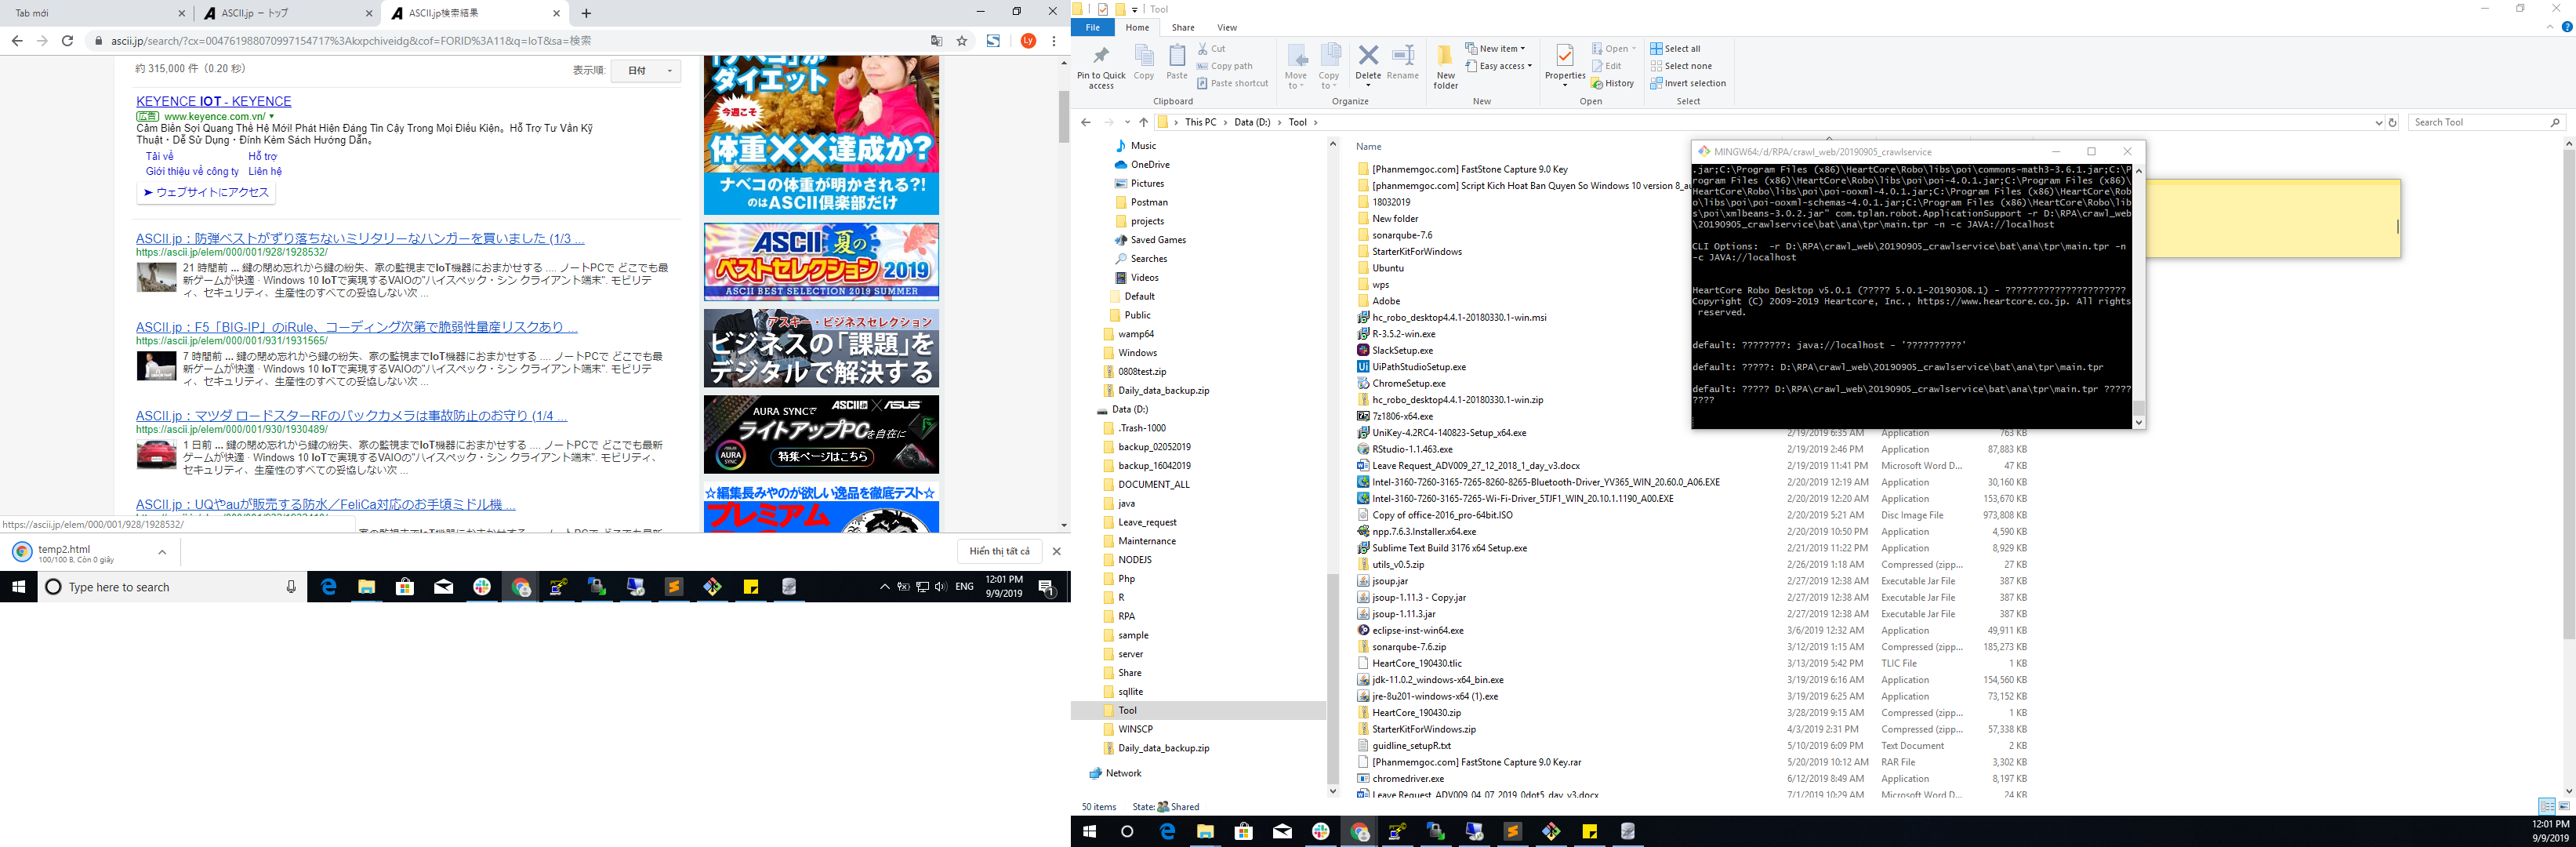 Tab mới
ASCII.jp － トップ
ASCII.jp検索結果
ascii.jp/search/?cx=004761988070997154717%3Akxpchiveidg&cof=FORID%3A11&q=IoT&sa=検索
約 315,000 件（0.20 秒）
表示順:
日付
KEYENCE IOT - KEYENCE
広告 www.keyence.com.vn/
Cảm Biến Sợi Quang Thế Hệ Mới! Phát Hiện Đáng Tin Cậy Trong Mọi Điều Kiện。Hỗ Trợ Tư Vấn Kỹ
Thuật・Dễ Sử Dụng・Đính Kèm Sách Hướng Dẫn。
Tải về
Hỗ trợ
Giới thiệu về công ty
Liên hệ
➤ ウェブサイトにアクセス
ASCII.jp：防弾ベストがずり落ちないミリタリーなハンガーを買いました (1/3 ...
https://ascii.jp/elem/000/001/928/1928532/
21 時間前 ... 鍵の閉め忘れから鍵の紛失、家の監視までIoT機器におまかせする .... ノートPCで どこでも最
新ゲームが快適 · Windows 10 IoTで実現するVAIOの"ハイスペック・シン クライアント端末". モビリテ
ィ、セキュリティ、生産性のすべての妥協しない次 ...
ASCII.jp：F5「BIG-IP」のiRule、コーディング次第で脆弱性量産リスクあり ...
https://ascii.jp/elem/000/001/931/1931565/
7 時間前 ... 鍵の閉め忘れから鍵の紛失、家の監視までIoT機器におまかせする .... ノートPCで どこでも最
新ゲームが快適 · Windows 10 IoTで実現するVAIOの"ハイスペック・シン クライアント端末". モビリテ
ィ、セキュリティ、生産性のすべての妥協しない次 ...
ASCII.jp：マツダ ロードスターRFのバックカメラは事故防止のお守り (1/4 ...
https://ascii.jp/elem/000/001/930/1930489/
1 日前 ... 鍵の閉め忘れから鍵の紛失、家の監視までIoT機器におまかせする .... ノートPCで どこでも最新
ゲームが快適 · Windows 10 IoTで実現するVAIOの"ハイスペック・シン クライアント端末". モビリティ、
セキュリティ、生産性のすべての妥協しない次 ...
ASCII.jp：UQやauが販売する防水／FeliCa対応のお手頃ミドル機 ...
https://ascii.jp/elem/000/001/928/1928532/
ダイエット
今週こそ
体重××達成か?
ナベコの体重が明かされる?!
のはASCII倶楽部だけ
ASCII 夏の
ベストセレクション 2019
ASCII BEST SELECTION 2019 SUMMER
アスキー・ビジネスセレクション
ビジネスの「課題」を
デジタルで解決する
AURA SYNCで ASCII.jp × ASUS
ライトアップPCを自在に
AURA SYNC
特集ページはこちら
☆編集長みやのが欲しい逸品を徹底テスト☆
プレミアム
temp2.html
100/100 B, Còn 0 giây
Hiển thị tất cả
Type here to search
ENG
12:01 PM
9/9/2019
1
Tool
File
Home
Share
View
Pin to Quick access
Copy
Paste
Cut
Copy path
Paste shortcut
Clipboard
Move to
Copy to
Delete
Rename
Organize
New folder
New item
Easy access
New
Properties
Open
Edit
History
Open
Select all
Select none
Invert selection
Select
This PC
Data (D:)
Tool
Search Tool
Music
OneDrive
Pictures
Postman
projects
Saved Games
Searches
Videos
Default
Public
wamp64
Windows
0808test.zip
Daily_data_backup.zip
Data (D:)
.Trash-1000
backup_02052019
backup_16042019
DOCUMENT_ALL
java
Leave_request
Mainternance
NODEJS
Php
R
RPA
sample
server
Share
sqllite
Tool
WINSCP
Daily_data_backup.zip
Network
Name
[Phanmemgoc.com] FastStone Capture 9.0 Key
[phanmemgoc.com] Script Kich Hoat Ban Quyen So Windows 10 version 8_au
18032019
New folder
sonarqube-7.6
StarterKitForWindows
Ubuntu
wps
Adobe
hc_robo_desktop4.4.1-20180330.1-win.msi
R-3.5.2-win.exe
SlackSetup.exe
UiPathStudioSetup.exe
ChromeSetup.exe
hc_robo_desktop4.4.1-20180330.1-win.zip
7z1806-x64.exe
UniKey-4.2RC4-140823-Setup_x64.exe 2/19/2019 6:35 AM Application 763 KB
RStudio-1.1.463.exe 2/19/2019 2:46 PM Application 87,883 KB
Leave Request_ADV009_27_12_2018_1_day_v3.docx 2/19/2019 11:41 PM Microsoft Word D... 47 KB
Intel-3160-7260-3165-7265-8260-8265-Bluetooth-Driver_YV365_WIN_20.60.0_A06.EXE 2/20/2019 12:19 AM Application 30,160 KB
Intel-3160-7260-3165-7265-Wi-Fi-Driver_5TJF1_WIN_20.10.1.1190_A00.EXE 2/20/2019 12:20 AM Application 153,670 KB
Copy of office-2016_pro-64bit.ISO 2/20/2019 5:21 AM Disc Image File 973,808 KB
npp.7.6.3.Installer.x64.exe 2/20/2019 10:50 PM Application 4,590 KB
Sublime Text Build 3176 x64 Setup.exe 2/21/2019 11:22 PM Application 8,929 KB
utils_v0.5.zip 2/26/2019 1:18 AM Compressed (zipp... 27 KB
jsoup.jar 2/27/2019 12:38 AM Executable Jar File 387 KB
jsoup-1.11.3 - Copy.jar 2/27/2019 12:38 AM Executable Jar File 387 KB
jsoup-1.11.3.jar 2/27/2019 12:38 AM Executable Jar File 387 KB
eclipse-inst-win64.exe 3/6/2019 12:32 AM Application 49,911 KB
sonarqube-7.6.zip 3/12/2019 1:15 AM Compressed (zipp... 185,273 KB
HeartCore_190430.tlic 3/13/2019 5:42 PM TLIC File 1 KB
jdk-11.0.2_windows-x64_bin.exe 3/19/2019 6:16 AM Application 154,560 KB
jre-8u201-windows-x64 (1).exe 3/19/2019 6:25 AM Application 73,152 KB
HeartCore_190430.zip 3/28/2019 9:15 AM Compressed (zipp... 1 KB
StarterKitForWindows.zip 4/3/2019 2:31 PM Compressed (zipp... 57,338 KB
guidline_setupR.txt 5/10/2019 6:09 PM Text Document 2 KB
[Phanmemgoc.com] FastStone Capture 9.0 Key.rar 5/20/2019 10:12 AM RAR File 3,302 KB
chromedriver.exe 6/12/2019 8:49 AM Application 8,197 KB
Leave Request_ADV009_04_07_2019_0dot5_day_v3.docx 7/1/2019 10:29 AM Microsoft Word D... 24 KB
50 items
State: Shared
MINGW64:/d/RPA/crawl_web/20190905_crawlservice
.jar;C:\Program Files (x86)\HeartCore\Robo\libs\poi\commons-math3-3.6.1.jar;C:\P
rogram Files (x86)\HeartCore\Robo\libs\poi\poi-4.0.1.jar;C:\Program Files (x86)\
HeartCore\Robo\libs\poi\poi-ooxml-4.0.1.jar;C:\Program Files (x86)\HeartCore\Rob
o\libs\poi\poi-ooxml-schemas-4.0.1.jar;C:\Program Files (x86)\HeartCore\Robo\lib
s\poi\xmlbeans-3.0.2.jar" com.tplan.robot.ApplicationSupport -r D:\RPA\crawl_web
\20190905_crawlservice\bat\ana\tpr\main.tpr -n -c JAVA://localhost
CLI Options:  -r D:\RPA\crawl_web\20190905_crawlservice\bat\ana\tpr\main.tpr -n
-c JAVA://localhost
HeartCore Robo Desktop v5.0.1 (????? 5.0.1-20190308.1) - ???????????????????????
Copyright (C) 2009-2019 Heartcore, Inc., https://www.heartcore.co.jp. All rights
reserved.
default: ????????: java://localhost - '??????????'
default: ?????: D:\RPA\crawl_web\20190905_crawlservice\bat\ana\tpr\main.tpr
default: ????? D:\RPA\crawl_web\20190905_crawlservice\bat\ana\tpr\main.tpr ??????
????
12:01 PM
9/9/2019